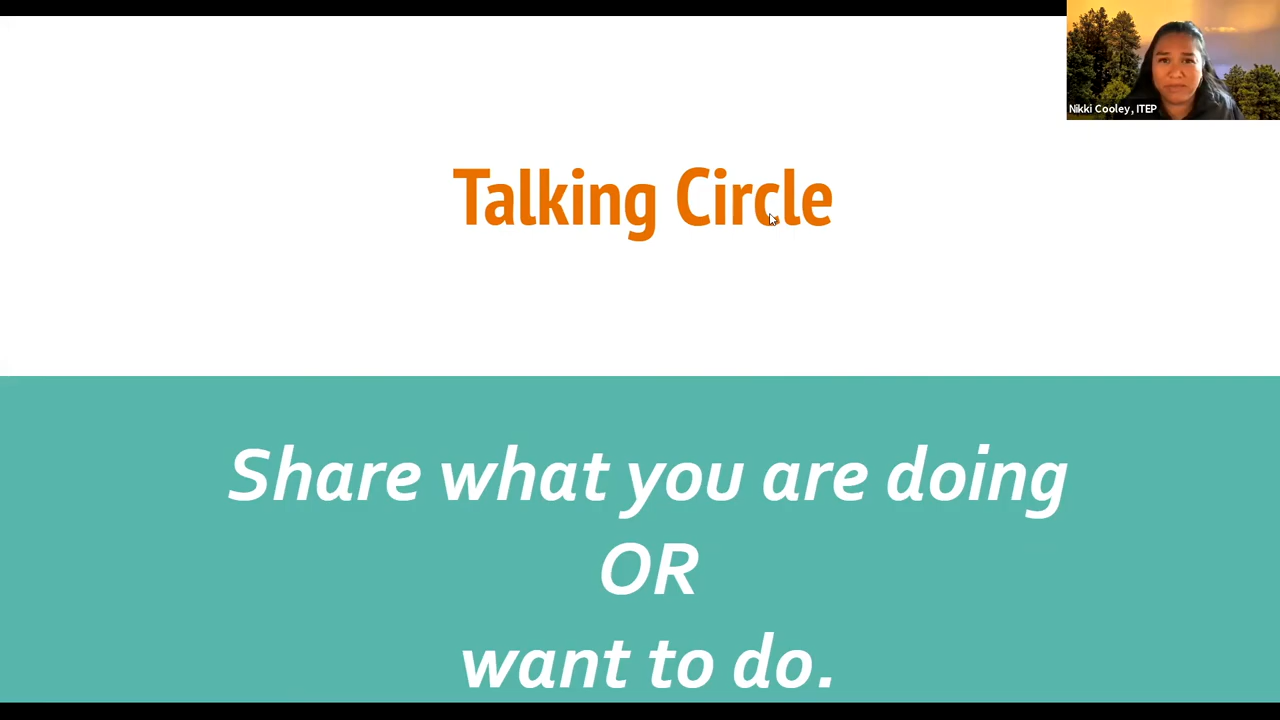 Nikki Cooley, ITEP
Talking Circle
Share what you are doing
OR
want to do.